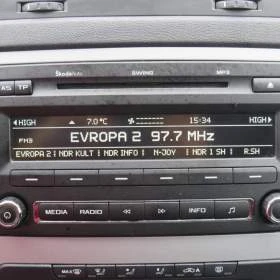 ŠkodaAuto SWING MP3
AS TP
HIGH 7.0°C 15:34 HIGH
FM3 EVROPA 2 97.7 MHz
EVROPA 2 | NDR KULT | NDR INFO | N-JOY | NDR 1 SH | R.SH
MEDIA RADIO INFO
MAX